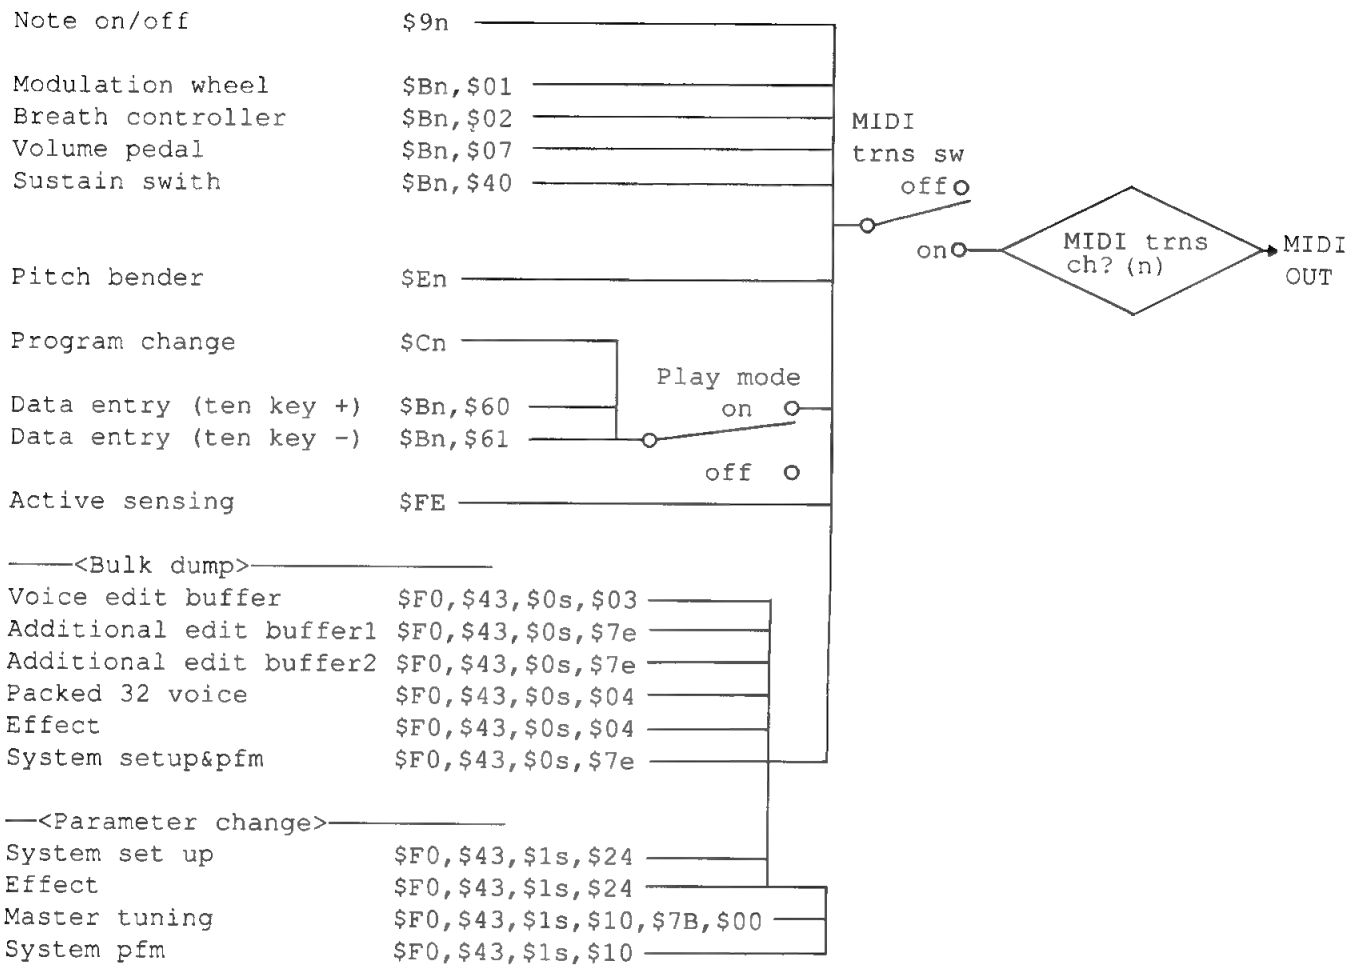 Note on/off $9n
Modulation wheel $Bn,$01
Breath controller $Bn,$02
MIDI
Volume pedal $Bn,$07
trns sw
Sustain swith $Bn,$40
off
on
MIDI trns
ch?(n)
MIDI
OUT
Pitch bender $En
Program change $Cn
Play mode
Data entry (ten key +) $Bn,$60
on
Data entry (ten key -) $Bn,$61
off
Active sensing $FE
<Bulk dump>
Voice edit buffer $F0,$43,$0s,$03
Additional edit buffer1 $F0,$43,$0s,$7e
Additional edit buffer2 $F0,$43,$0s,$7e
Packed 32 voice $F0,$43,$0s,$04
Effect $F0,$43,$0s,$04
System setup&pfm $F0,$43,$0s,$7e
<Parameter change>
System set up $F0,$43,$1s,$24
Effect $F0,$43,$1s,$24
Master tuning $F0,$43,$1s,$10,$7B,$00
System pfm $F0,$43,$1s,$10